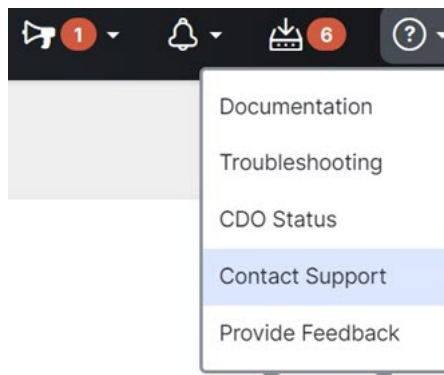 1
6
?
Documentation
Troubleshooting
CDO Status
Contact Support
Provide Feedback